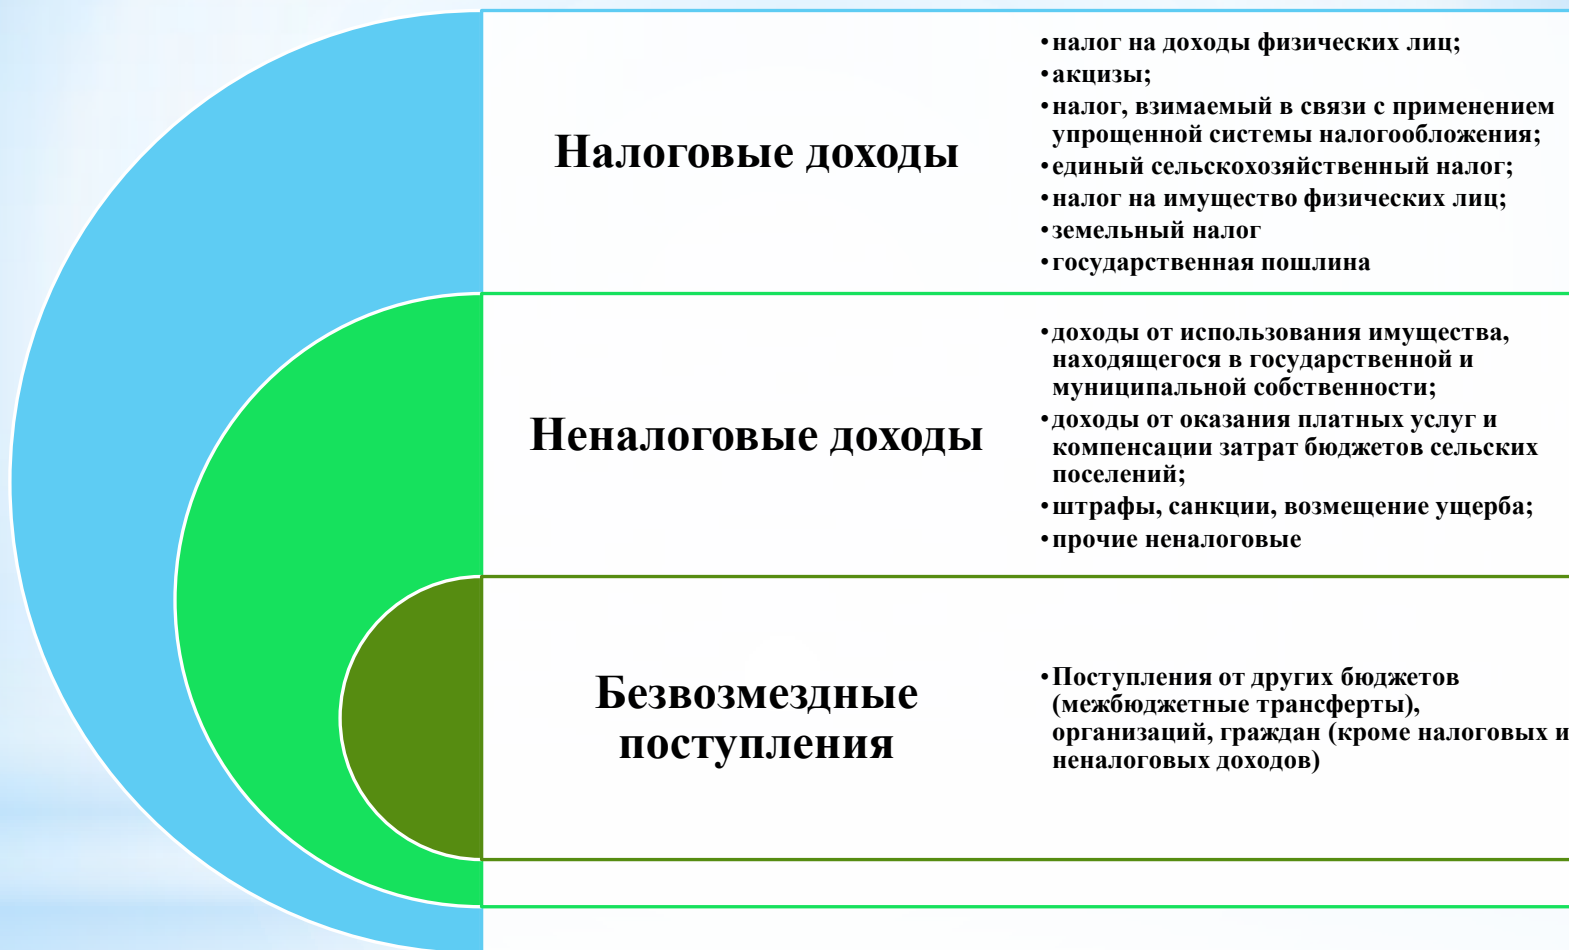 Налоговые доходы
•налог на доходы физических лиц;
•акцизы;
•налог, взимаемый в связи с применением
упрощенной системы налогообложения;
•единый сельскохозяйственный налог;
•налог на имущество физических лиц;
•земельный налог
•государственная пошлина
Неналоговые доходы
•доходы от использования имущества,
находящегося в государственной и
муниципальной собственности;
•доходы от оказания платных услуг и
компенсации затрат бюджетов сельских
поселений;
•штрафы, санкции, возмещение ущерба;
•прочие неналоговые
Безвозмездные
поступления
•Поступления от других бюджетов
(межбюджетные трансферты),
организаций, граждан (кроме налоговых и
неналоговых доходов)